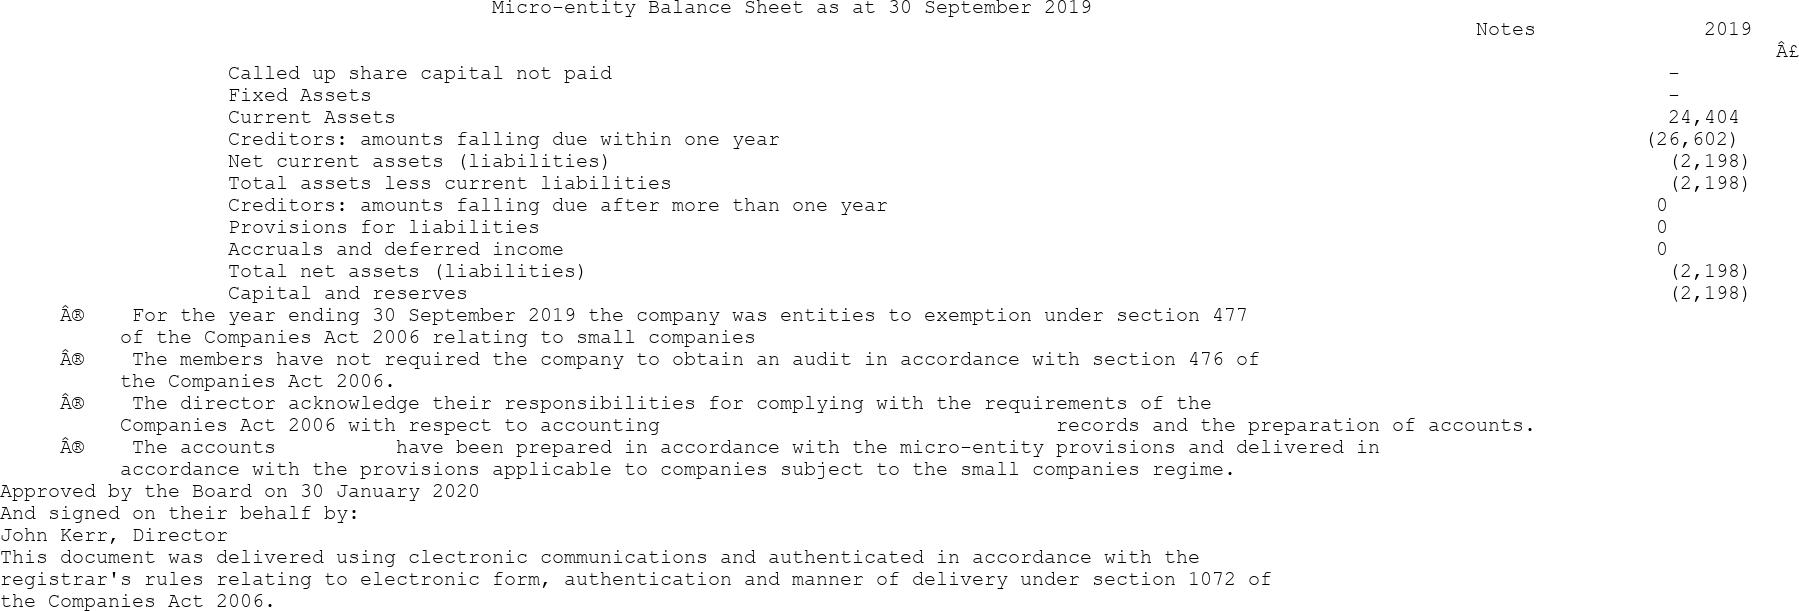 Micro-entity Balance Sheet as at 30 September 2019
Notes 2019
Â£
Called up share capital not paid -
Fixed Assets -
Current Assets 24,404
Creditors: amounts falling due within one year (26,602)
Net current assets (liabilities) (2,198)
Total assets less current liabilities (2,198)
Creditors: amounts falling due after more than one year 0
Provisions for liabilities 0
Accruals and deferred income 0
Total net assets (liabilities) (2,198)
Capital and reserves (2,198)
Â® For the year ending 30 September 2019 the company was entities to exemption under section 477
of the Companies Act 2006 relating to small companies
Â® The members have not required the company to obtain an audit in accordance with section 476 of
the Companies Act 2006.
Â® The director acknowledge their responsibilities for complying with the requirements of the
Companies Act 2006 with respect to accounting records and the preparation of accounts.
Â® The accounts have been prepared in accordance with the micro-entity provisions and delivered in
accordance with the provisions applicable to companies subject to the small companies regime.
Approved by the Board on 30 January 2020
And signed on their behalf by:
John Kerr, Director
This document was delivered using clectronic communications and authenticated in accordance with the
registrar's rules relating to electronic form, authentication and manner of delivery under section 1072 of
the Companies Act 2006.